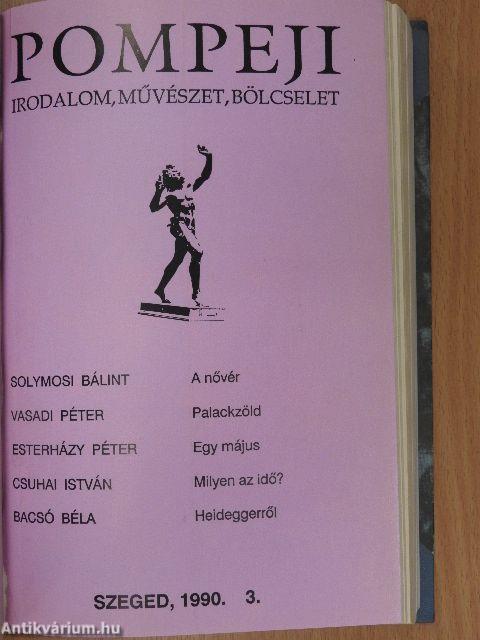 POMPEJI
IRODALOM, MŰVÉSZET, BÖLCSELET
SOLYMOSI BÁLINT A nővér
VASADI PÉTER Palackzöld
ESTERHÁZY PÉTER Egy május
CSUHAI ISTVÁN Milyen az idő?
BACSÓ BÉLA Heideggerről
SZEGED, 1990. 3.
Antikvárium.hu